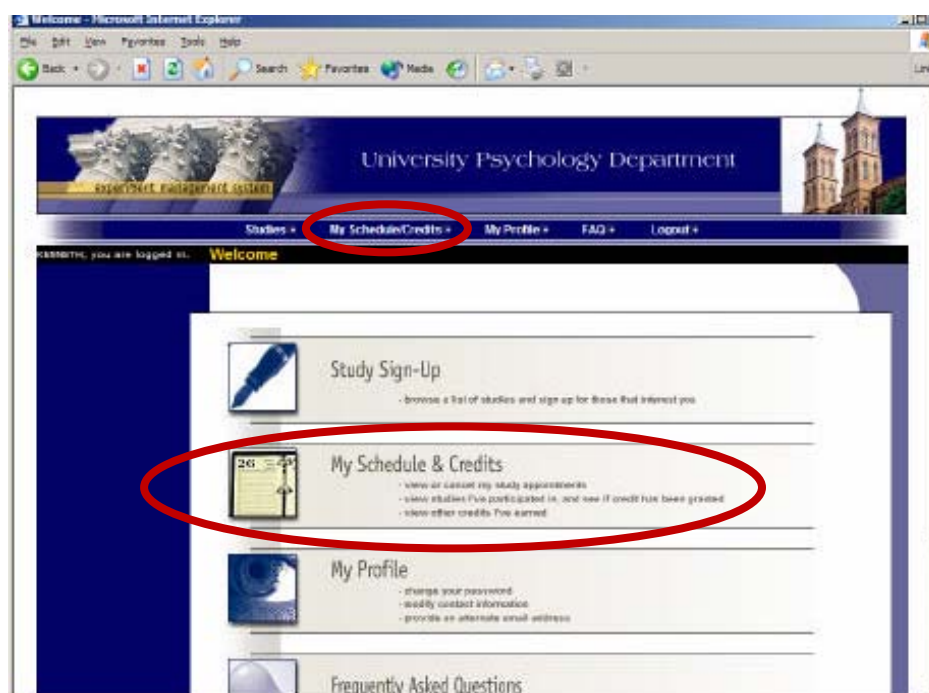 Welcome - Microsoft Internet Explorer
File Edit View Favorites Tools Help
Back Search Favorites Media
University Psychology Department
experiment management system
Studies + My Schedule/Credits + My Profile + FAQ + Logout +
KENNETH, you are logged in. Welcome
Study Sign-Up
- browse a list of studies and sign up for those that interest you
26
My Schedule & Credits
- view or cancel my study appointments
- view studies I've participated in, and see if credit has been granted
- view other credits I've earned
My Profile
- change your password
- modify contact information
- provide an alternate email address
Frequently Asked Questions